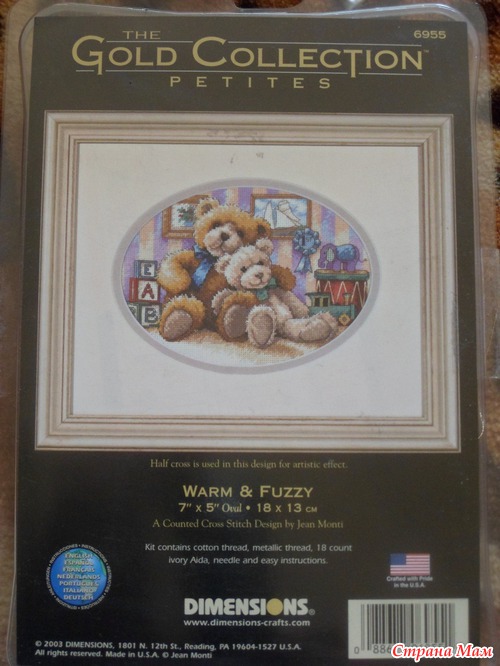 THE
GOLD COLLECTION™
PETITES
6955
E
A B
Half cross is used in this design for artistic effect.
WARM & FUZZY
7" x 5" Oval • 18 x 13 cm
A Counted Cross Stitch Design by Jean Monti
Kit contains cotton thread, metallic thread, 18 count
ivory Aida, needle and easy instructions.
ENGLISH
ESPAÑOL
FRANÇAIS
NEDERLANDS
PORTUGUÊS
ITALIANO
DEUTSCH
Crafted with Pride
in the U.S.A.
DIMENSIONS®
www.dimensions-crafts.com
© 2003 DIMENSIONS, 1801 N. 12th St., Reading, PA 19604-1527 U.S.A.
All rights reserved. Made in U.S.A. © Jean Monti
Страна Мам